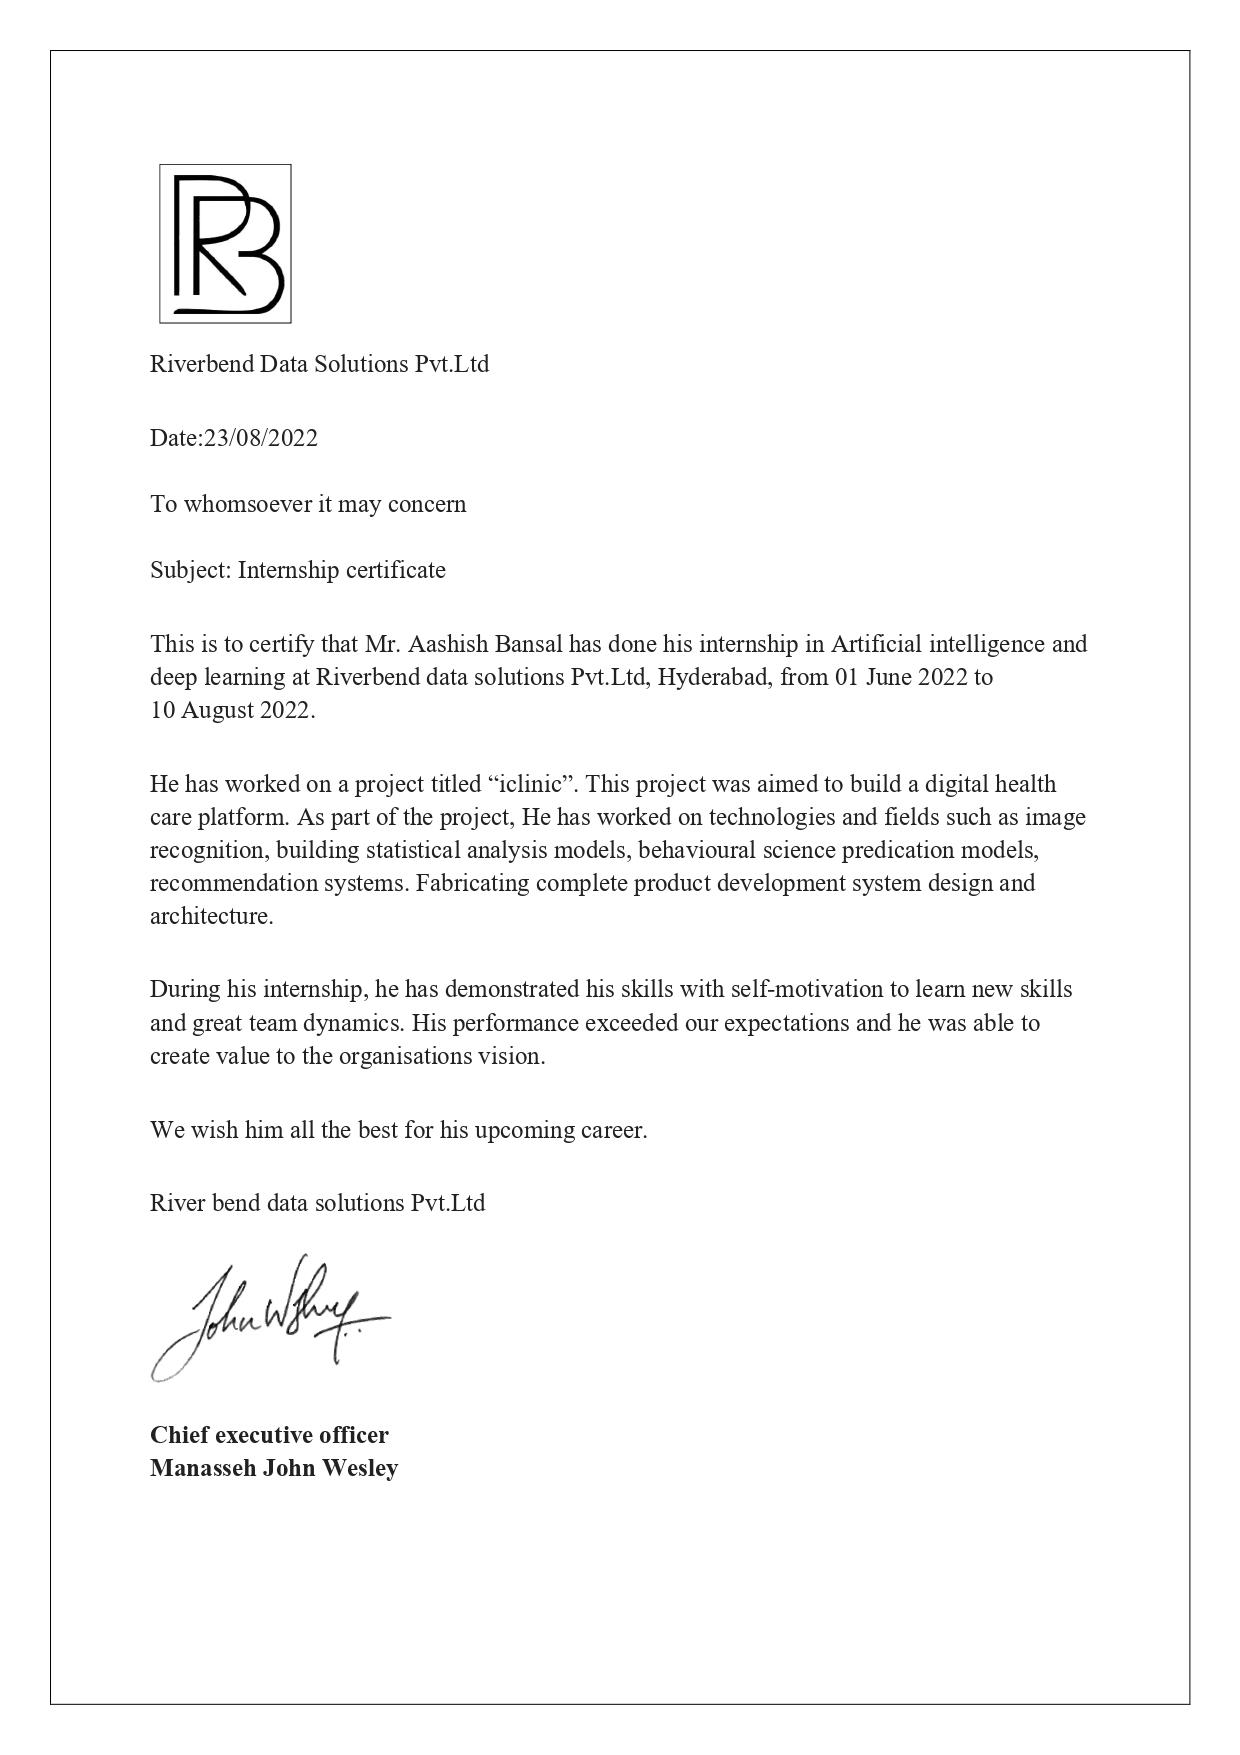 RB
Riverbend Data Solutions Pvt.Ltd
Date:23/08/2022
To whomsoever it may concern
Subject: Internship certificate
This is to certify that Mr. Aashish Bansal has done his internship in Artificial intelligence and
deep learning at Riverbend data solutions Pvt.Ltd, Hyderabad, from 01 June 2022 to
10 August 2022.
He has worked on a project titled “iclinic”. This project was aimed to build a digital health
care platform. As part of the project, He has worked on technologies and fields such as image
recognition, building statistical analysis models, behavioural science predication models,
recommendation systems. Fabricating complete product development system design and
architecture.
During his internship, he has demonstrated his skills with self-motivation to learn new skills
and great team dynamics. His performance exceeded our expectations and he was able to
create value to the organisations vision.
We wish him all the best for his upcoming career.
River bend data solutions Pvt.Ltd
Chief executive officer
Manasseh John Wesley